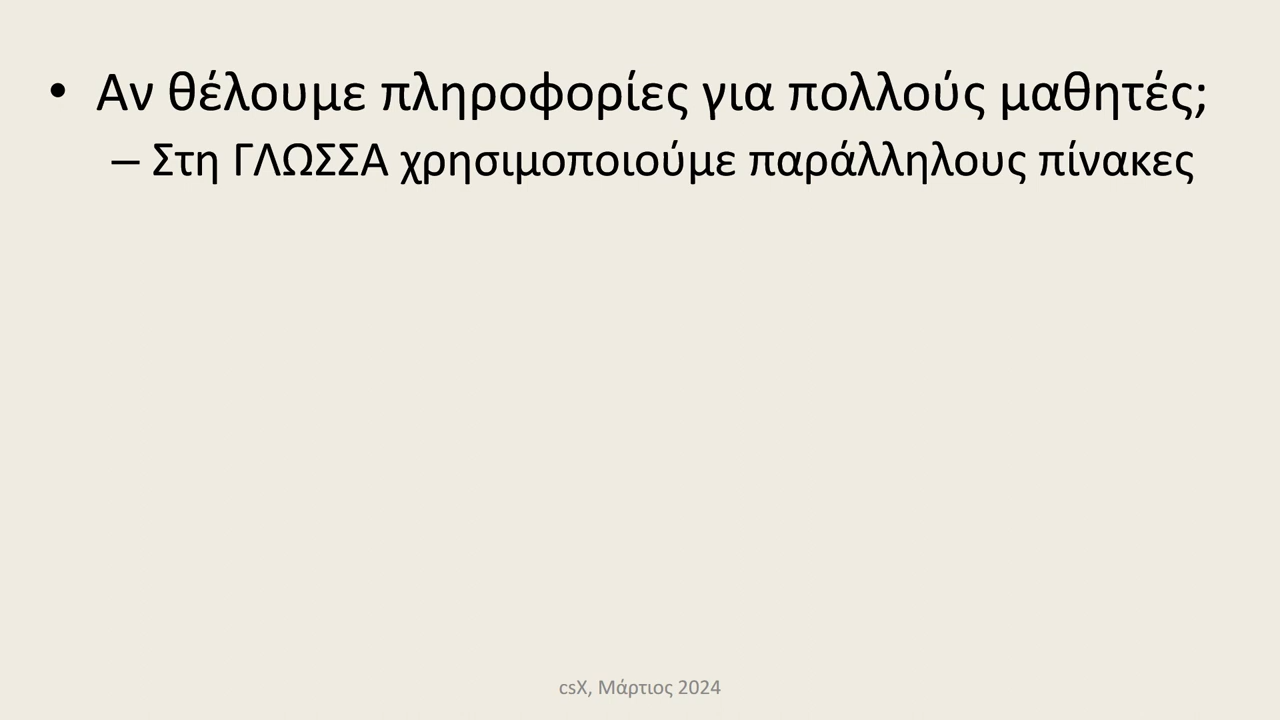 • Αν θέλουμε πληροφορίες για πολλούς μαθητές;
– Στη ΓΛΩΣΣΑ χρησιμοποιούμε παράλληλους πίνακες
csX, Μάρτιος 2024